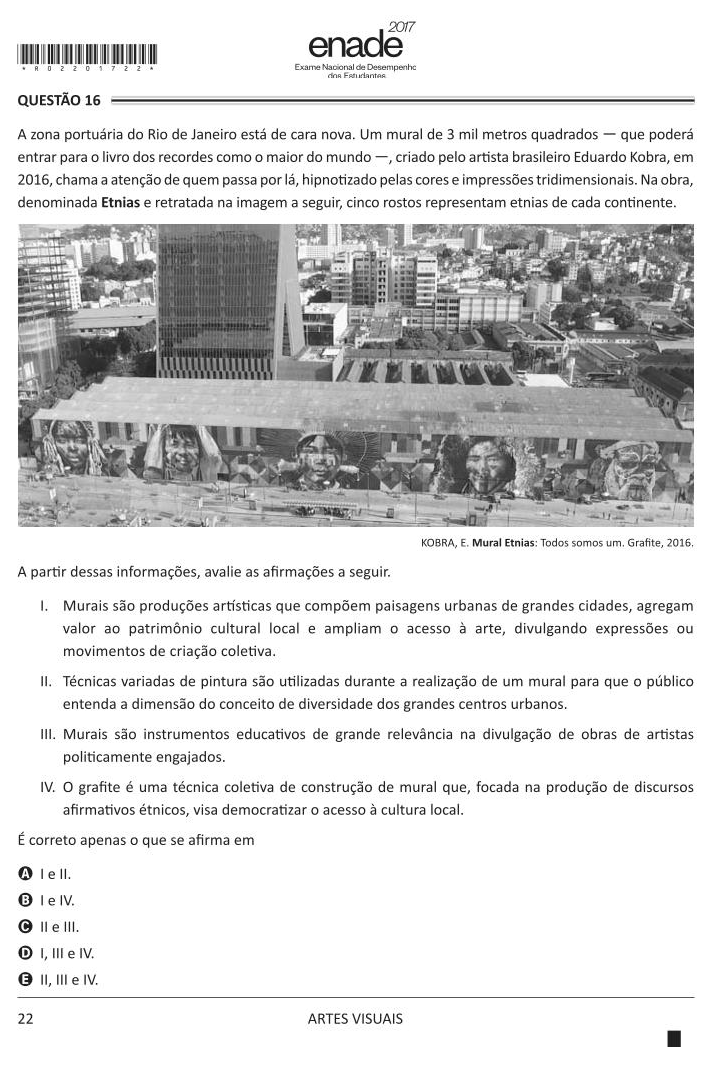 enade 2017
Exame Nacional de Desempenho
dos Estudantes
*R0220172​2*
QUESTÃO 16
A zona portuária do Rio de Janeiro está de cara nova. Um mural de 3 mil metros quadrados — que poderá
entrar para o livro dos recordes como o maior do mundo —, criado pelo artista brasileiro Eduardo Kobra, em
2016, chama a atenção de quem passa por lá, hipnotizado pelas cores e impressões tridimensionais. Na obra,
denominada Etnias e retratada na imagem a seguir, cinco rostos representam etnias de cada continente.
KOBRA, E. Mural Etnias: Todos somos um. Grafite, 2016.
A partir dessas informações, avalie as afirmações a seguir.
I. Murais são produções artísticas que compõem paisagens urbanas de grandes cidades, agregam
valor ao patrimônio cultural local e ampliam o acesso à arte, divulgando expressões ou
movimentos de criação coletiva.
II. Técnicas variadas de pintura são utilizadas durante a realização de um mural para que o público
entenda a dimensão do conceito de diversidade dos grandes centros urbanos.
III. Murais são instrumentos educativos de grande relevância na divulgação de obras de artistas
politicamente engajados.
IV. O grafite é uma técnica coletiva de construção de mural que, focada na produção de discursos
afirmativos étnicos, visa democratizar o acesso à cultura local.
É correto apenas o que se afirma em
A I e II.
B I e IV.
C II e III.
D I, III e IV.
E II, III e IV.
22
ARTES VISUAIS